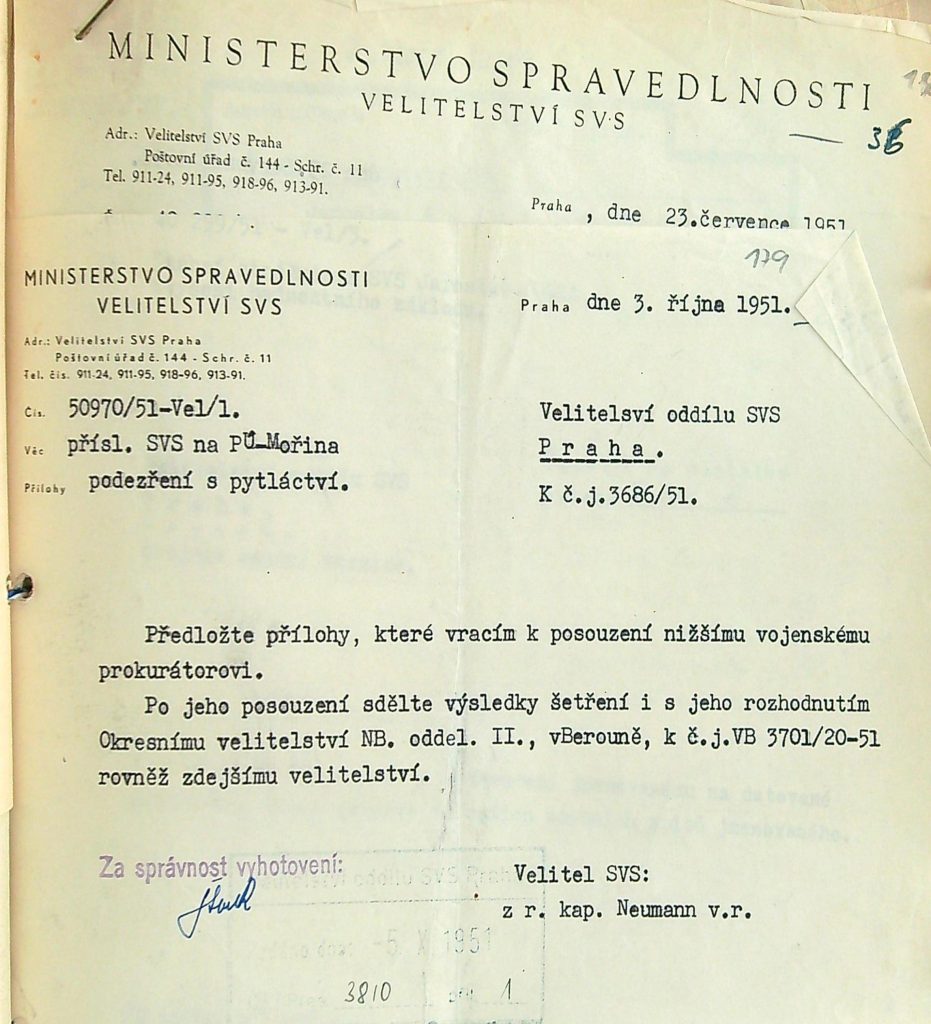 MINISTERSTVO SPRAVEDLNOSTI
VELITELSTVÍ SVS
36
Adr.: Velitelství SVS Praha
Poštovní úřad č. 144 - Schr. č. 11
Tel. 911-24, 911-95, 918-96, 913-91.
Praha , dne 23.července 1951
179
MINISTERSTVO SPRAVEDLNOSTI
VELITELSTVÍ SVS
Praha dne 3. října 1951.
Adr.: Velitelství SVS Praha
Poštovní úřad č. 144 - Schr. č. 11
Tel. čís. 911-24, 911-95, 918-96, 913-91.
Čís. 50970/51-Vel/1.
Věc přísl. SVS na PÚ-Mořina
Přílohy podezření s pytláctví.
Velitelsví oddílu SVS
Praha.
K č.j.3686/51.
Předložte přílohy, které vracím k posouzení nižšímu vojenskému
prokurátorovi.
Po jeho posouzení sdělte výsledky šetření i s jeho rozhodnutím
Okresnímu velitelství NB. oddel. II., vBerouně, k č.j.VB 3701/20-51
rovněž zdejšímu velitelství.
Za správnost vyhotovení:
Velitel SVS:
z r. kap. Neumann v.r.
oddílu SVS Praha
-5 X 1951
3810 1